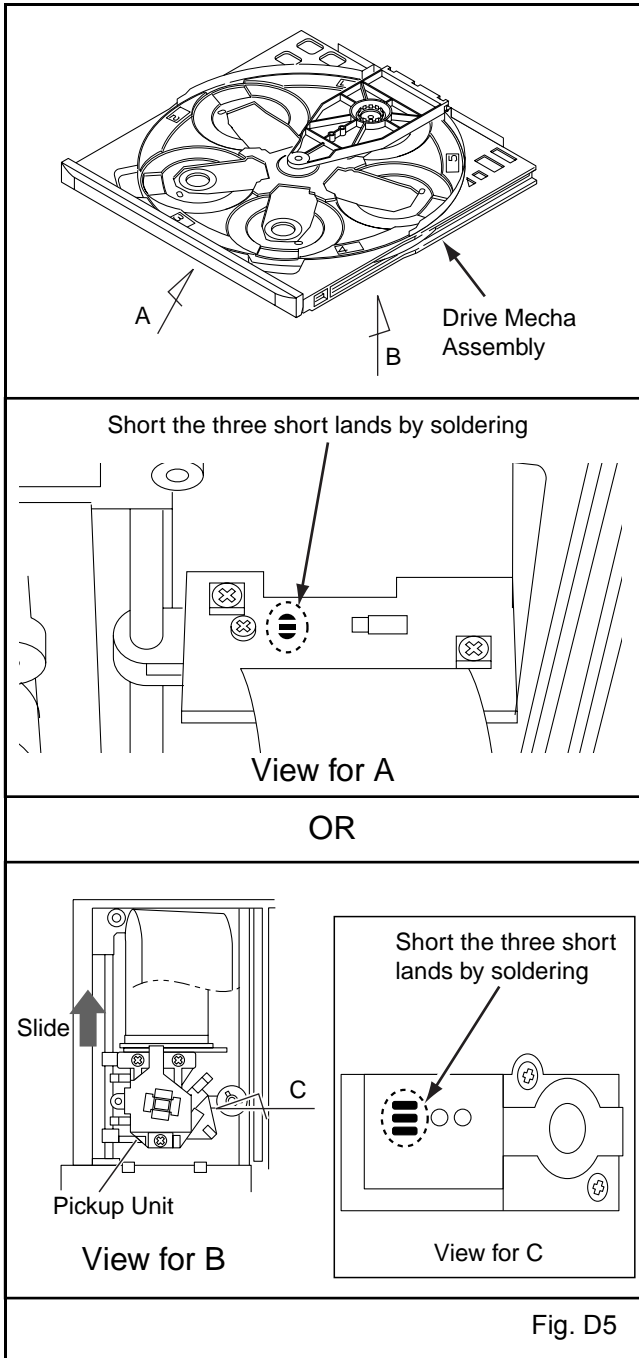 A
B
Drive Mecha
Assembly
Short the three short lands by soldering
View for A
OR
Slide
C
Pickup Unit
View for B
Short the three short
lands by soldering
View for C
Fig. D5